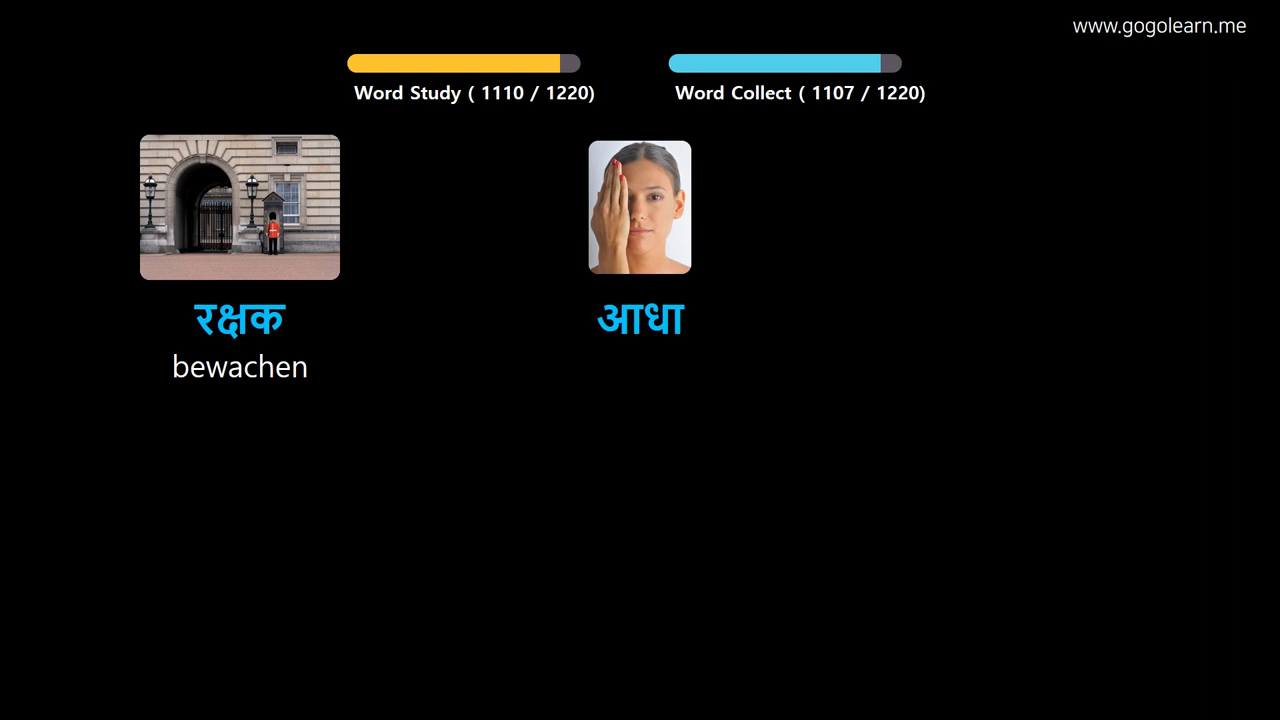 www.gogolearn.me
Word Study ( 1110 / 1220)
Word Collect ( 1107 / 1220)
रक्षक
bewachen
आधा